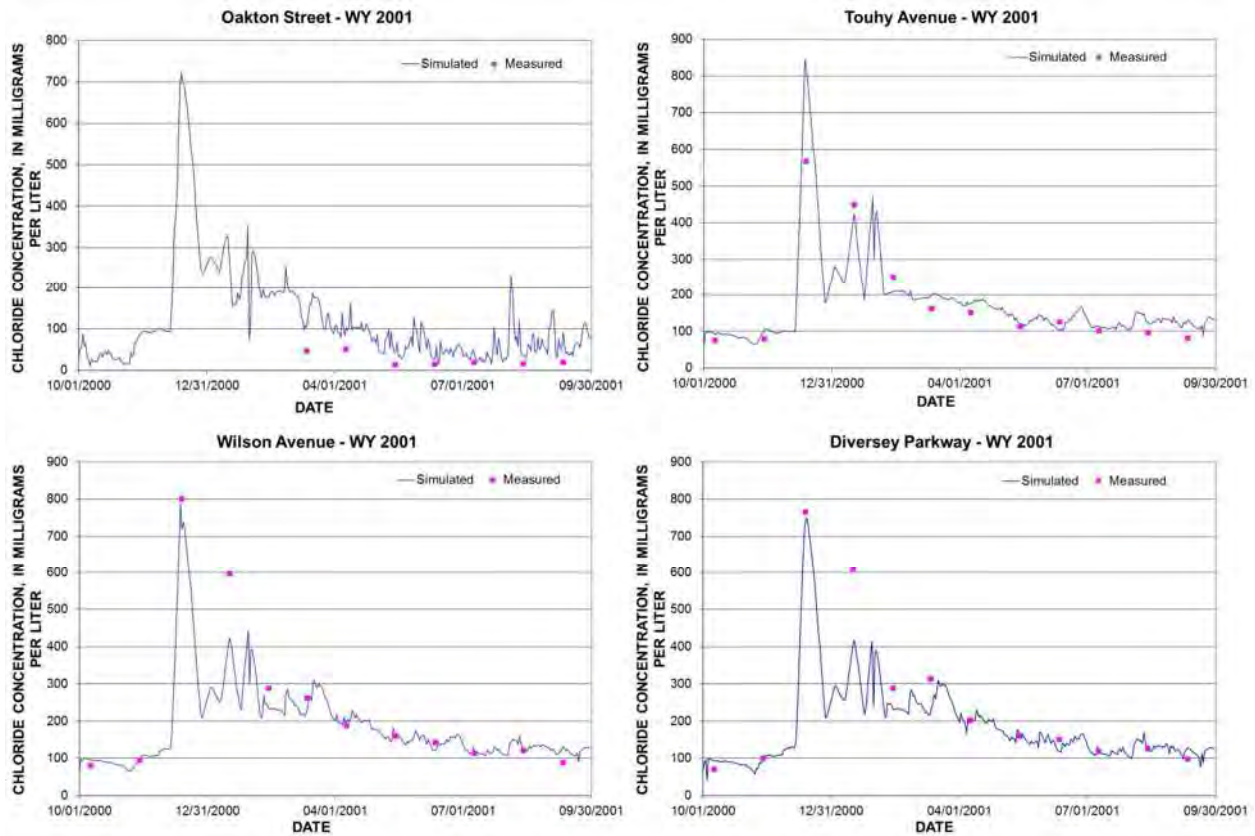 Oakton Street - WY 2001
CHLORIDE CONCENTRATION, IN MILLIGRAMS
PER LITER
800
700
600
500
400
300
200
100
0
Simulated
Measured
10/01/2000
12/31/2000
04/01/2001
07/01/2001
09/30/2001
DATE
Touhy Avenue - WY 2001
CHLORIDE CONCENTRATION, IN MILLIGRAMS
PER LITER
900
800
700
600
500
400
300
200
100
0
Simulated
Measured
10/01/2000
12/31/2000
04/01/2001
07/01/2001
09/30/2001
DATE
Wilson Avenue - WY 2001
CHLORIDE CONCENTRATION, IN MILLIGRAMS
PER LITER
900
800
700
600
500
400
300
200
100
0
Simulated
Measured
10/01/2000
12/31/2000
04/01/2001
07/01/2001
09/30/2001
DATE
Diversey Parkway - WY 2001
CHLORIDE CONCENTRATION, IN MILLIGRAMS
PER LITER
900
800
700
600
500
400
300
200
100
0
Simulated
Measured
10/01/2000
12/31/2000
04/01/2001
07/01/2001
09/30/2001
DATE